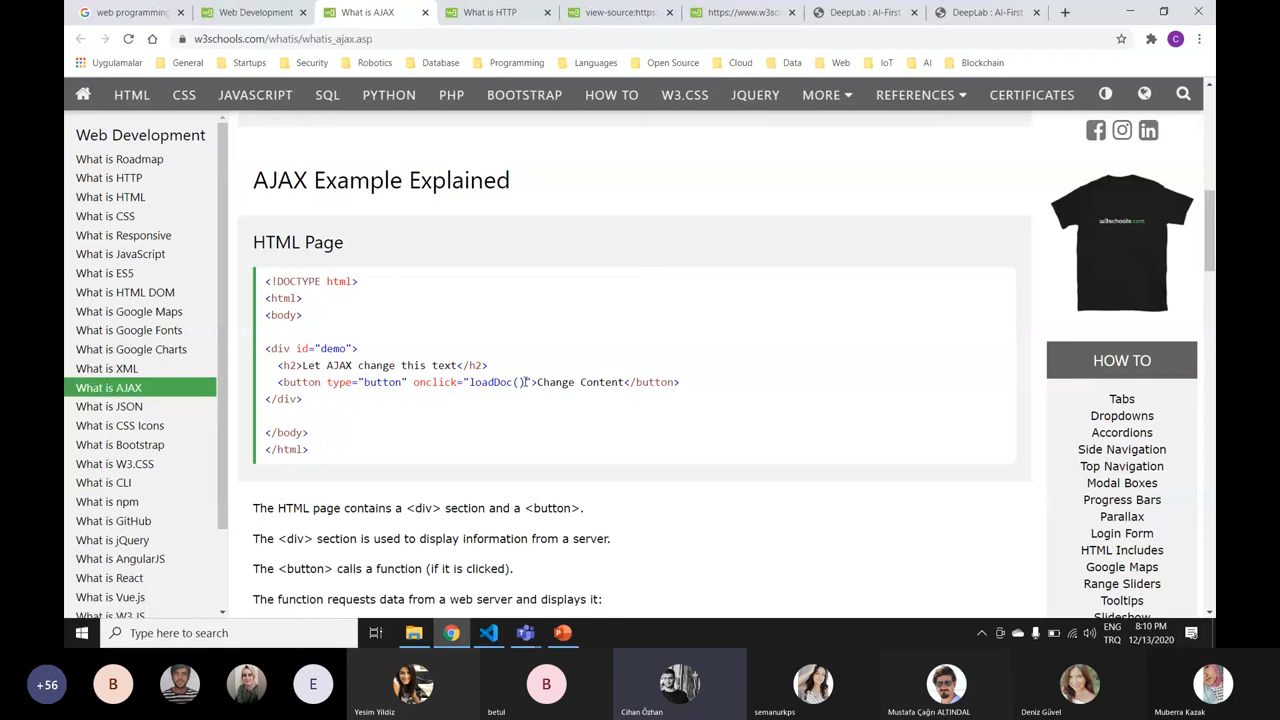 web programming
Web Development
What is AJAX
What is HTTP
view-source:https:
https://www.w3sc
DeepLab : AI-First
DeepLab : AI-First
w3schools.com/whatis/whatis_ajax.asp
C
Uygulamalar
General
Startups
Security
Robotics
Database
Programming
Languages
Open Source
Cloud
Data
Web
IoT
AI
Blockchain
HTML
CSS
JAVASCRIPT
SQL
PYTHON
PHP
BOOTSTRAP
HOW TO
W3.CSS
JQUERY
MORE
REFERENCES
CERTIFICATES
Web Development
What is Roadmap
What is HTTP
What is HTML
What is CSS
What is Responsive
What is JavaScript
What is ES5
What is HTML DOM
What is Google Maps
What is Google Fonts
What is Google Charts
What is XML
What is AJAX
What is JSON
What is CSS Icons
What is Bootstrap
What is W3.CSS
What is CLI
What is npm
What is GitHub
What is jQuery
What is AngularJS
What is React
What is Vue.js
What is W3.JS
AJAX Example Explained
HTML Page
<!DOCTYPE html>
<html>
<body>
<div id="demo">
<h2>Let AJAX change this text</h2>
<button type="button" onclick="loadDoc()">Change Content</button>
</div>
</body>
</html>
The HTML page contains a <div> section and a <button>.
The <div> section is used to display information from a server.
The <button> calls a function (if it is clicked).
The function requests data from a web server and displays it:
w3schools.com
HOW TO
Tabs
Dropdowns
Accordions
Side Navigation
Top Navigation
Modal Boxes
Progress Bars
Parallax
Login Form
HTML Includes
Google Maps
Range Sliders
Tooltips
Slideshow
Type here to search
ENG
TRQ
8:10 PM
12/13/2020
+56
B
E
Yesim Yildiz
B
betul
Cihan Özhan
semanurkps
Mustafa Çağrı ALTINDAL
Deniz Güvel
Muberra Kazak